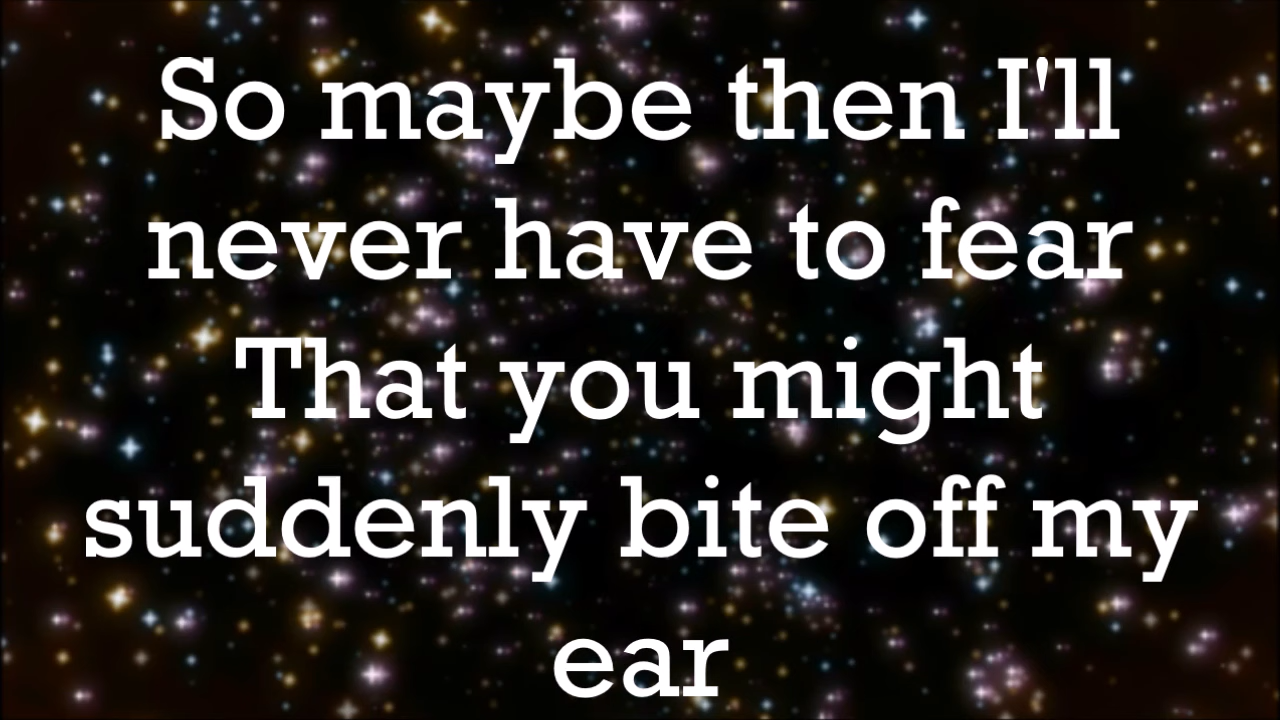 So maybe then I'll
never have to fear
That you might
suddenly bite off my
ear